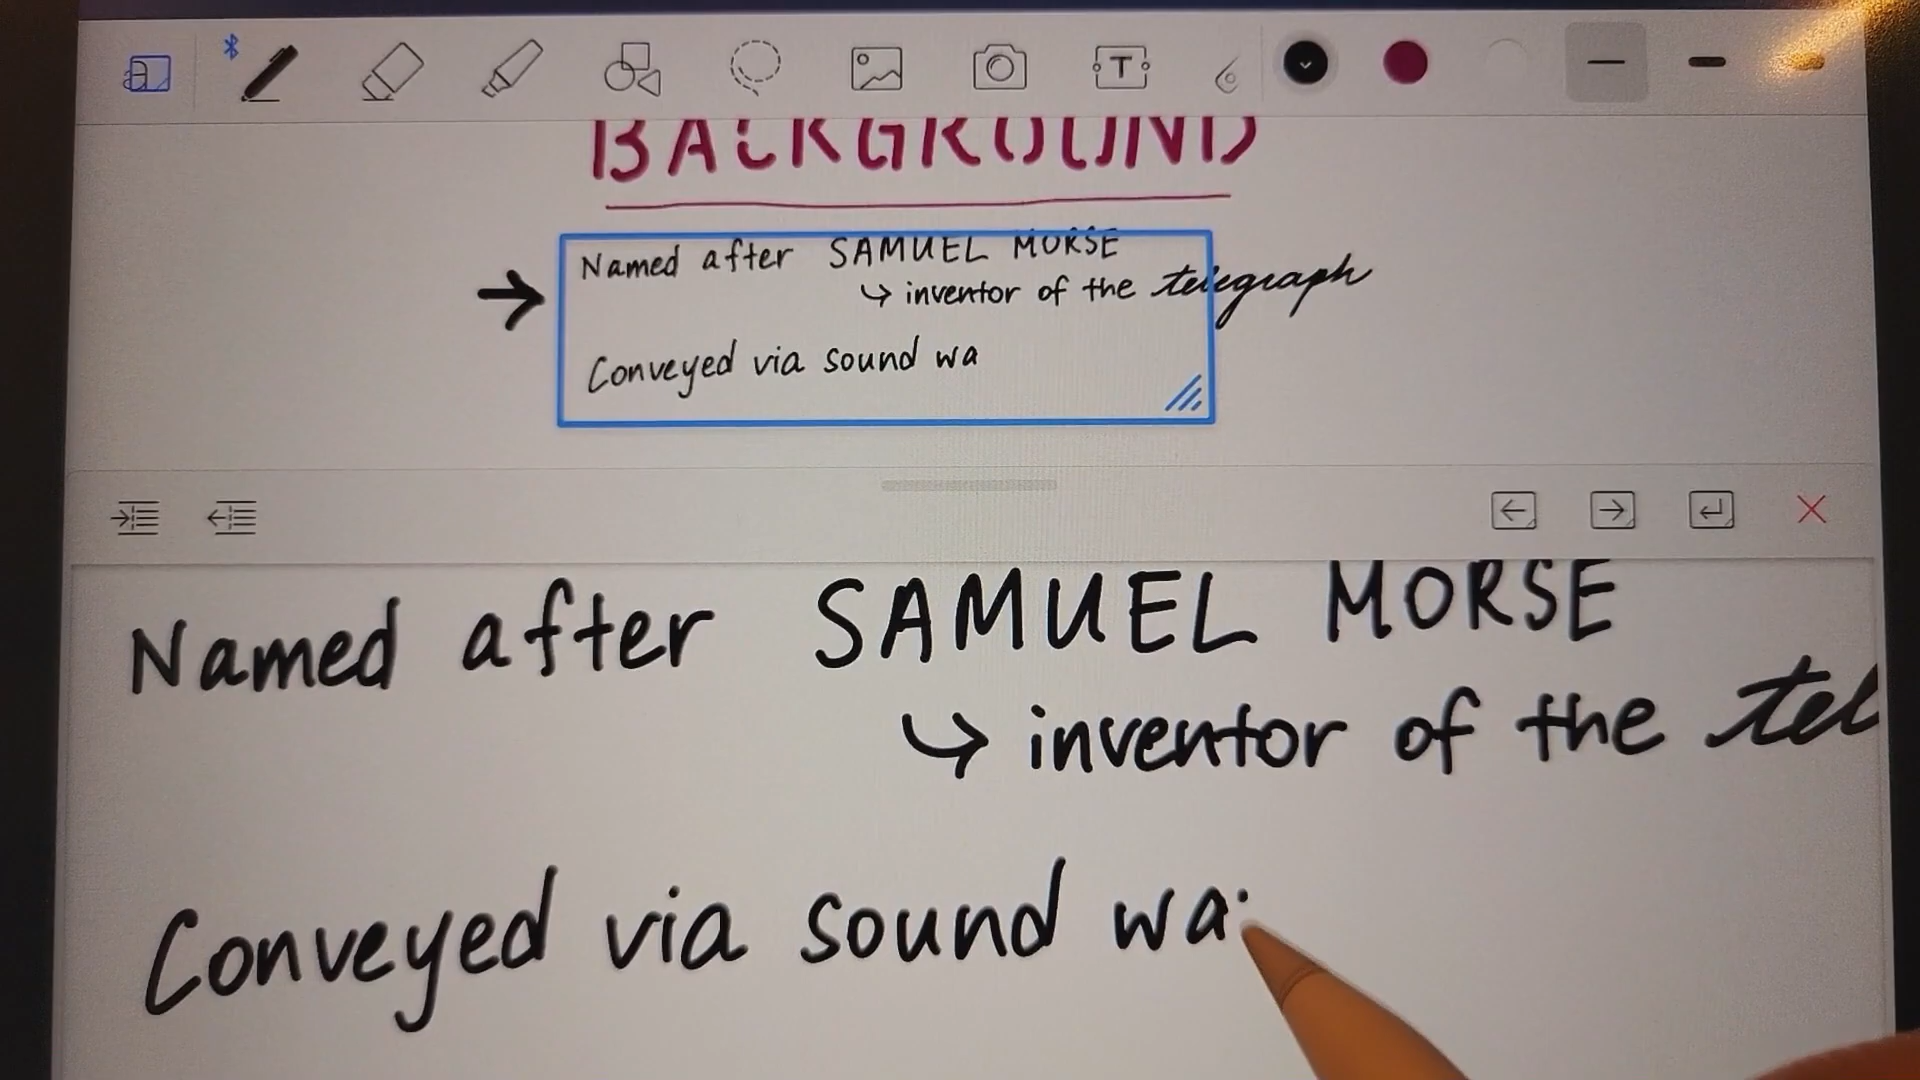 T
BACKGROUND
Named after SAMUEL MORSE
→ inventor of the telegraph
Conveyed via sound wa
Named after SAMUEL MORSE
↳ inventor of the tel
Conveyed via sound wa